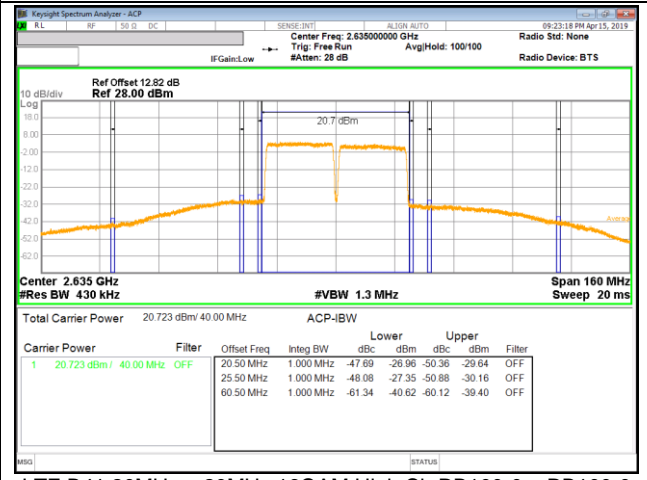 Keysight Spectrum Analyzer - ACP
RL RF 50 Ω DC SENSE:INT ALIGN AUTO 09:23:18 PM Apr 15, 2019
Center Freq: 2.635000000 GHz Radio Std: None
Trig: Free Run Avg|Hold: 100/100
IFGain:Low #Atten: 28 dB Radio Device: BTS
Ref Offset 12.82 dB
10 dB/div Ref 28.00 dBm
Log
18.0
8.00
-2.00
-12.0
-22.0
-32.0
-42.0
-52.0
-62.0
20.7 dBm
Average
Center 2.635 GHz Span 160 MHz
#Res BW 430 kHz #VBW 1.3 MHz Sweep 20 ms
Total Carrier Power 20.723 dBm/ 40.00 MHz ACP-IBW
Lower Upper
Carrier Power Filter Offset Freq Integ BW dBc dBm dBc dBm Filter
1 20.723 dBm / 40.00 MHz OFF 20.50 MHz 1.000 MHz -47.69 -26.96 -50.36 -29.64 OFF
25.50 MHz 1.000 MHz -48.08 -27.35 -50.88 -30.16 OFF
60.50 MHz 1.000 MHz -61.34 -40.62 -60.12 -39.40 OFF
MSG STATUS